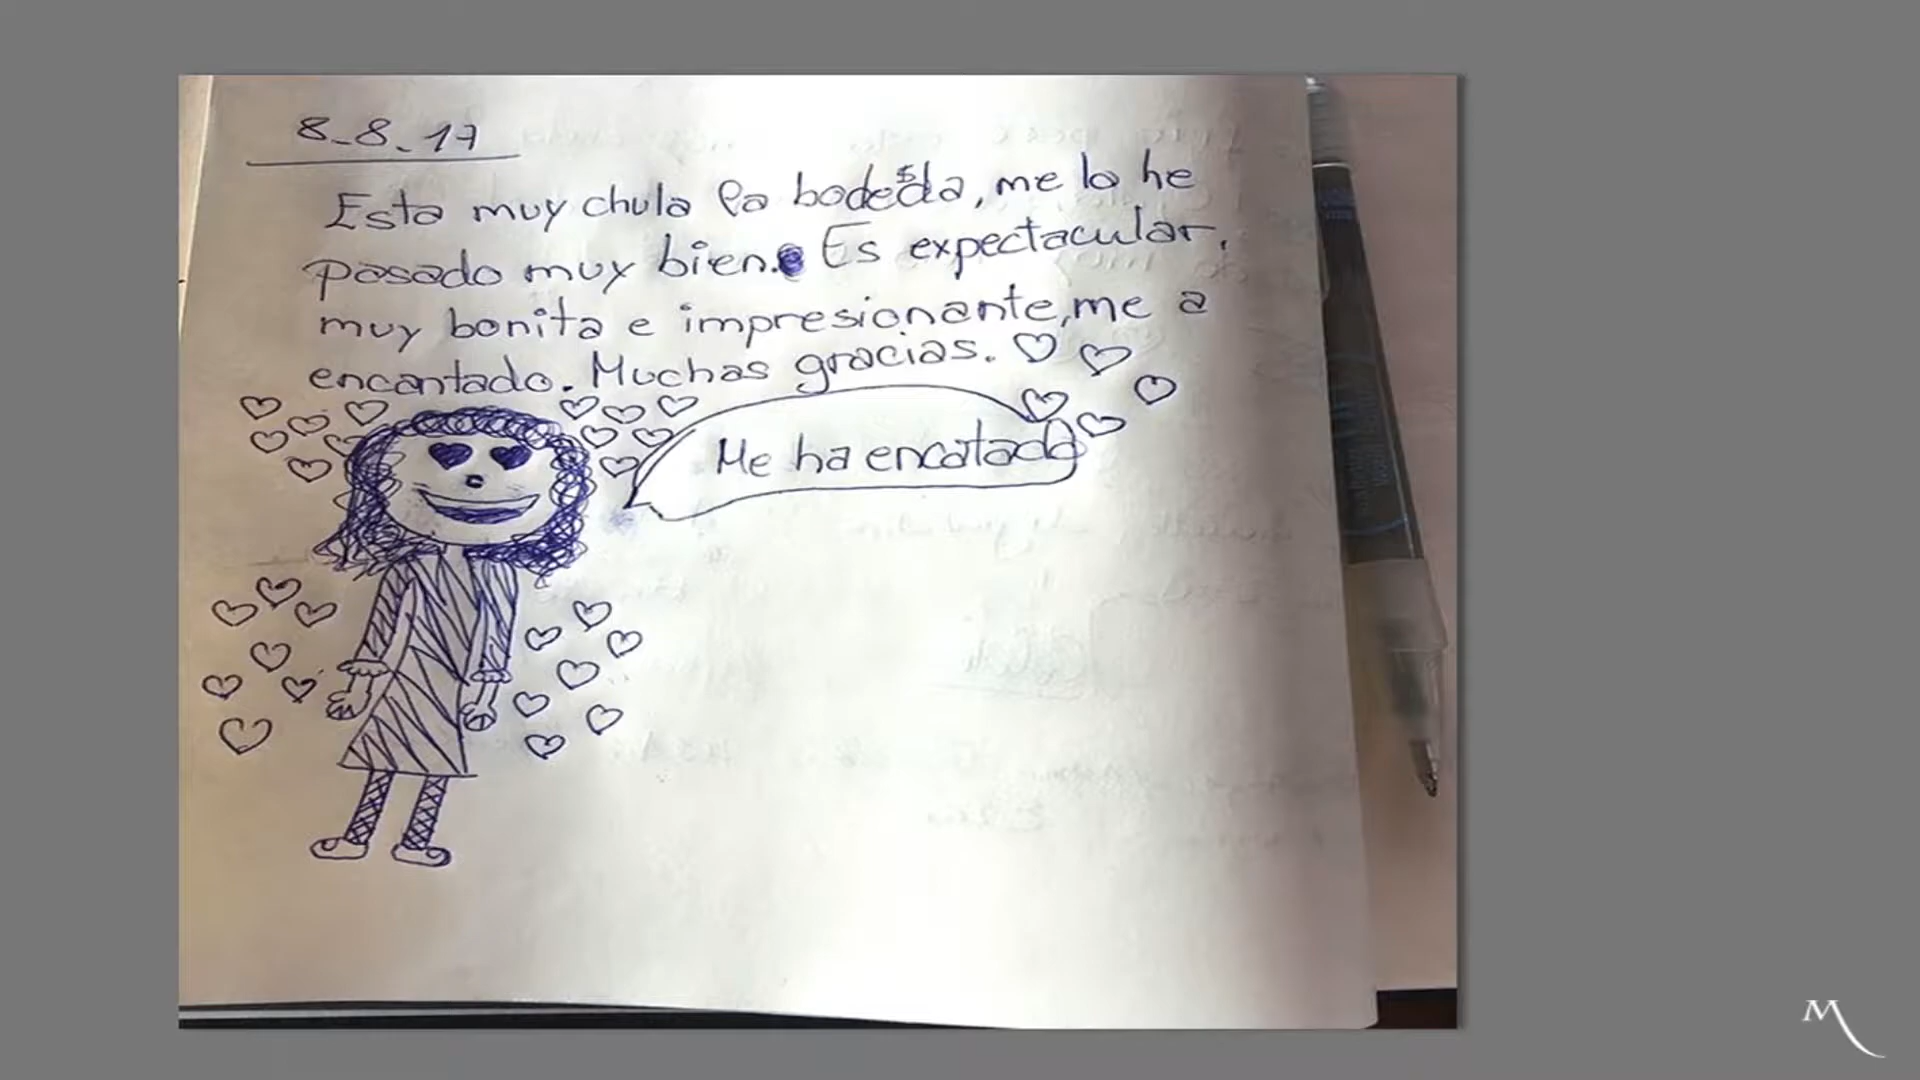 8-8-17
Esta muy chula la
me lo he
pasado muy bien. Es expectacular,
muy bonita e impresionante, me a
encantado. Muchas gracias.
Me ha encatado
M